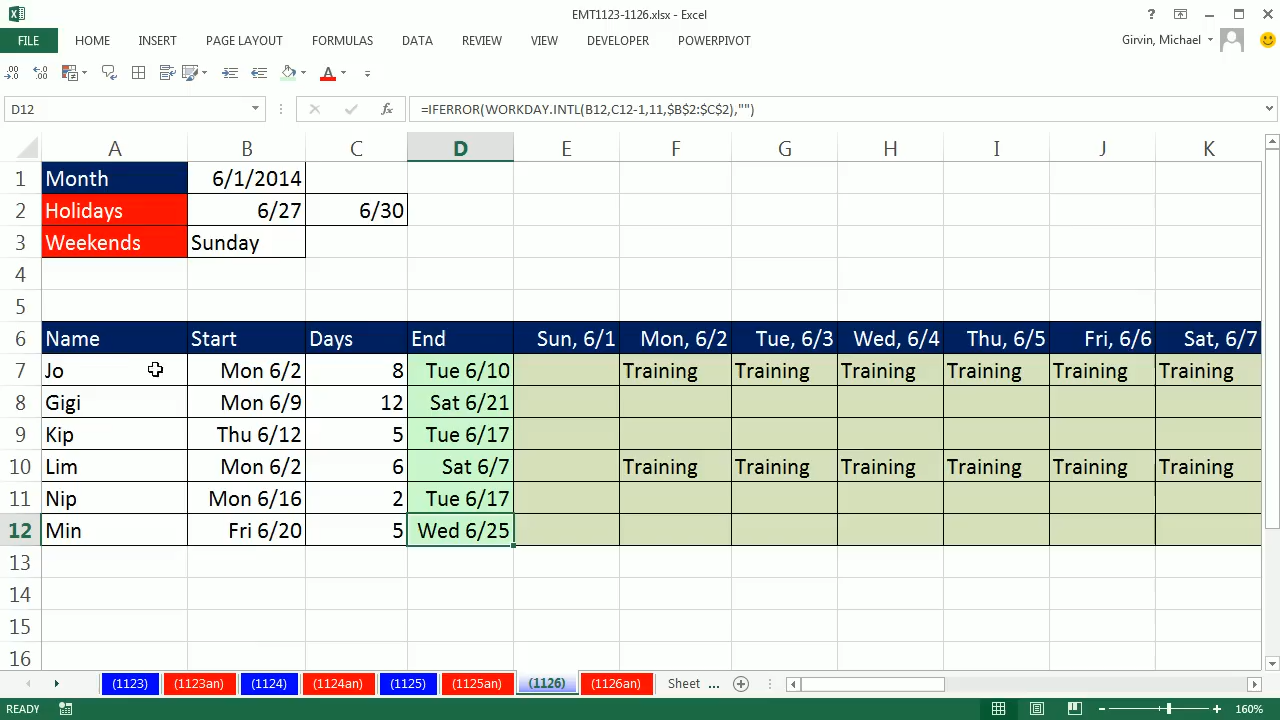 EMT1123-1126.xlsx - Excel
FILE HOME INSERT PAGE LAYOUT FORMULAS DATA REVIEW VIEW DEVELOPER POWERPIVOT Girvin, Michael
D12 =IFERROR(WORKDAY.INTL(B12,C12-1,11,$B$2:$C$2),"")
A B C D E F G H I J K
1 Month 6/1/2014
2 Holidays 6/27 6/30
3 Weekends Sunday
4
5
6 Name Start Days End Sun, 6/1 Mon, 6/2 Tue, 6/3 Wed, 6/4 Thu, 6/5 Fri, 6/6 Sat, 6/7
7 Jo Mon 6/2 8 Tue 6/10 Training Training Training Training Training Training
8 Gigi Mon 6/9 12 Sat 6/21
9 Kip Thu 6/12 5 Tue 6/17
10 Lim Mon 6/2 6 Sat 6/7 Training Training Training Training Training Training
11 Nip Mon 6/16 2 Tue 6/17
12 Min Fri 6/20 5 Wed 6/25
13
14
15
16
(1123) (1123an) (1124) (1124an) (1125) (1125an) (1126) (1126an) Sheet ...
READY 160%